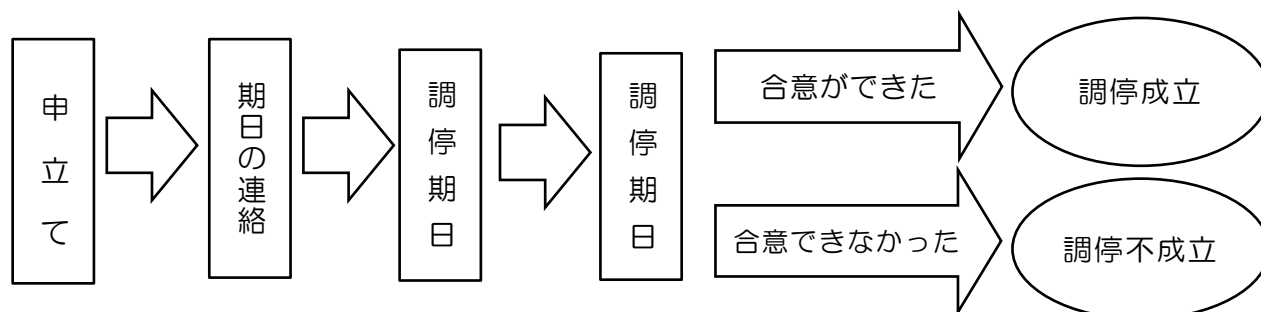 申立て
期日の連絡
調停期日
調停期日
合意ができた
調停成立
合意できなかった
調停不成立